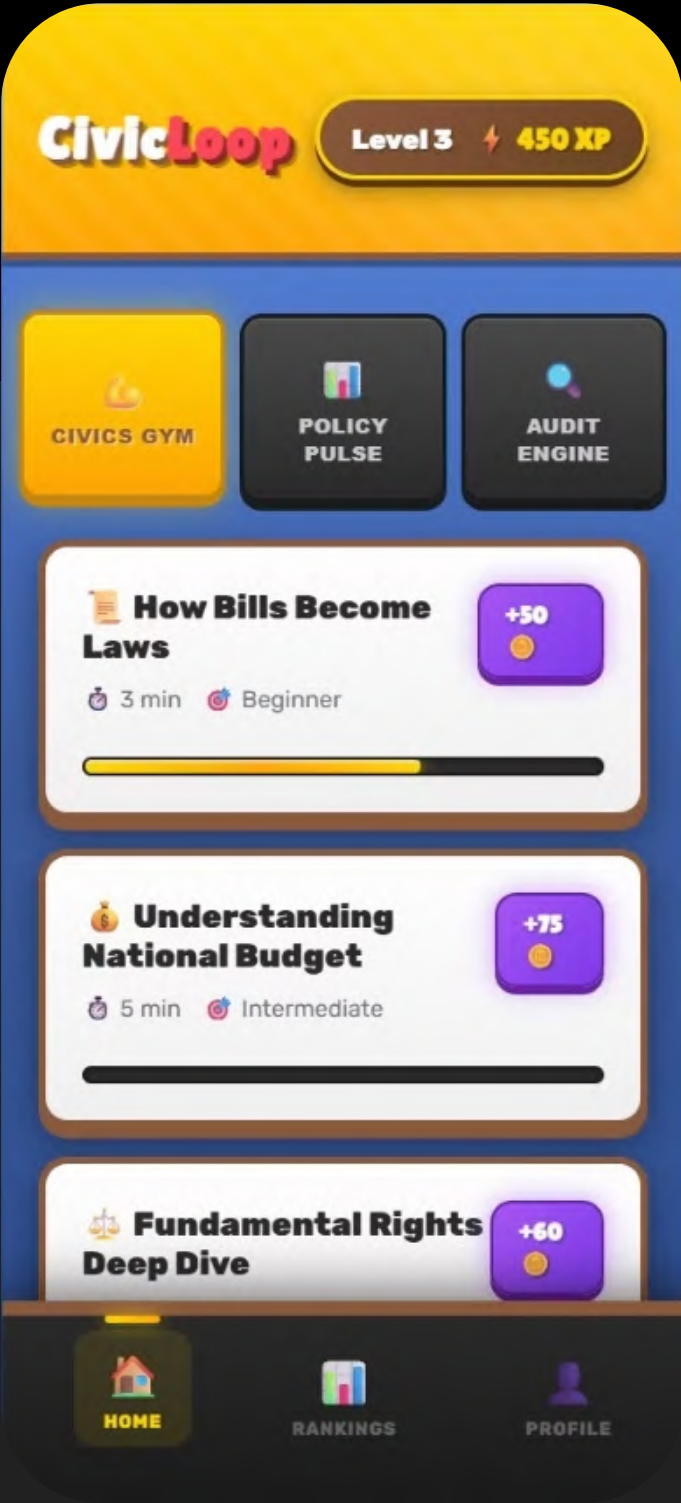 CivicLoop
Level 3 450 XP
CIVICS GYM
POLICY
PULSE
AUDIT
ENGINE
How Bills Become
Laws
+50
3 min Beginner
Understanding
National Budget
+75
5 min Intermediate
Fundamental Rights
Deep Dive
+60
HOME
RANKINGS
PROFILE